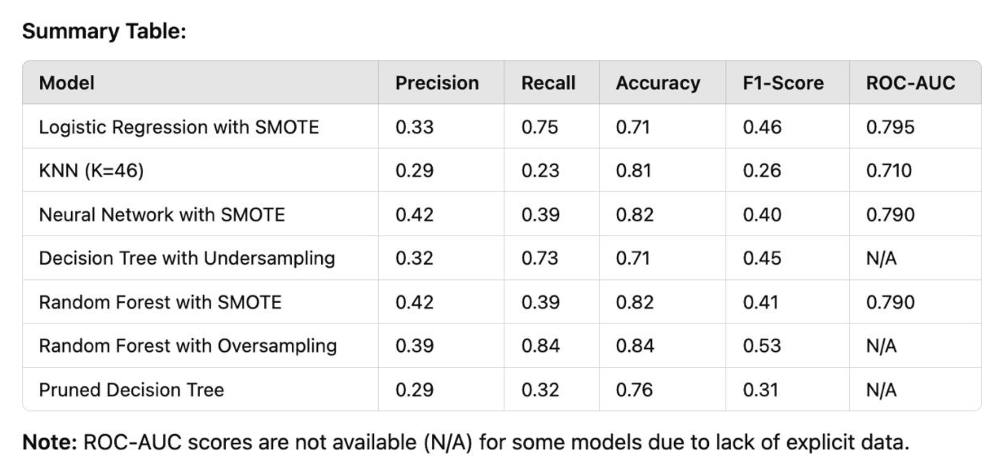 Summary Table:
Model Precision Recall Accuracy F1-Score ROC-AUC
Logistic Regression with SMOTE 0.33 0.75 0.71 0.46 0.795
KNN (K=46) 0.29 0.23 0.81 0.26 0.710
Neural Network with SMOTE 0.42 0.39 0.82 0.40 0.790
Decision Tree with Undersampling 0.32 0.73 0.71 0.45 N/A
Random Forest with SMOTE 0.42 0.39 0.82 0.41 0.790
Random Forest with Oversampling 0.39 0.84 0.84 0.53 N/A
Pruned Decision Tree 0.29 0.32 0.76 0.31 N/A
Note: ROC-AUC scores are not available (N/A) for some models due to lack of explicit data.